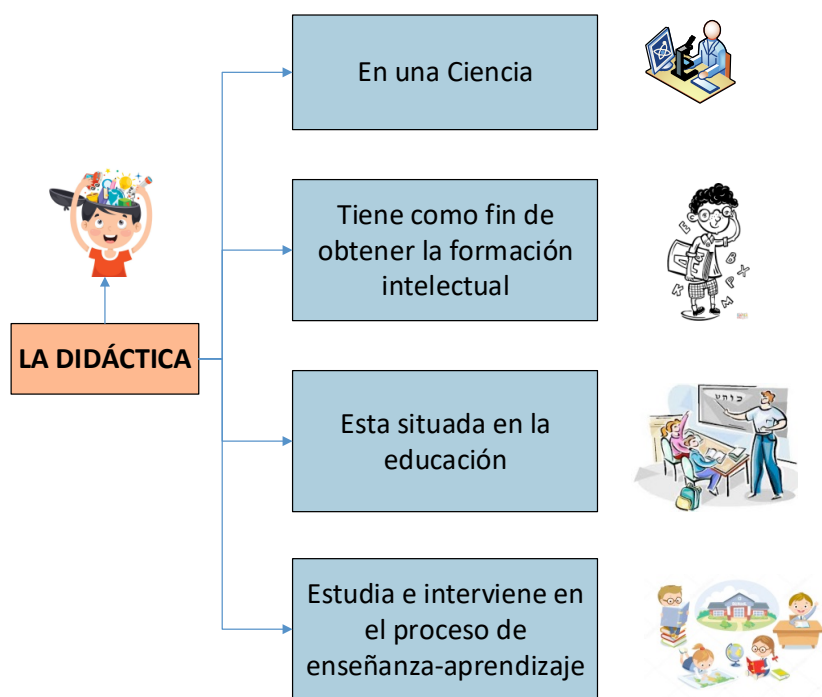 En una Ciencia
Tiene como fin de
obtener la formación
intelectual
LA DIDÁCTICA
Esta situada en la
educación
Estudia e interviene en
el proceso de
enseñanza-aprendizaje